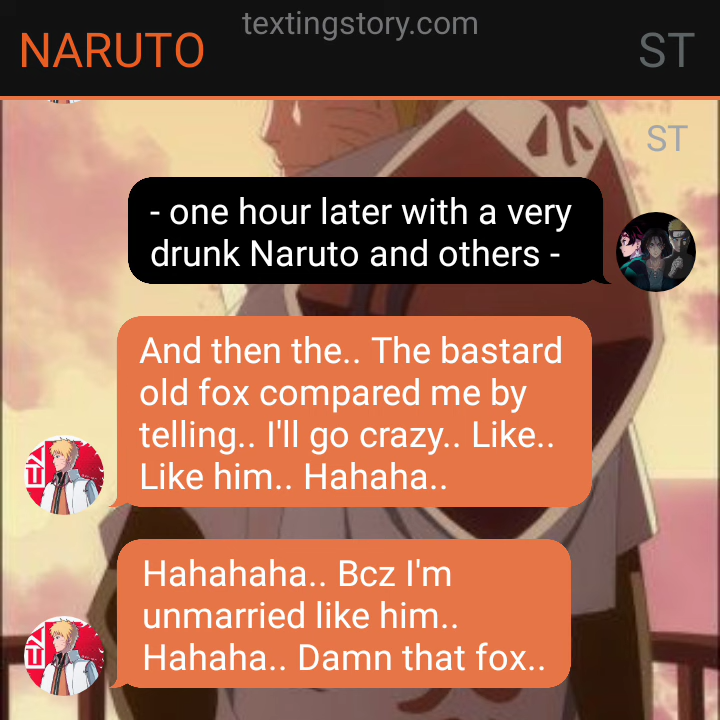 textingstory.com
NARUTO
ST
ST
- one hour later with a very
drunk Naruto and others -
And then the.. The bastard
old fox compared me by
telling.. I'll go crazy.. Like..
Like him.. Hahaha..
Hahahaha.. Bcz I'm
unmarried like him..
Hahaha.. Damn that fox..